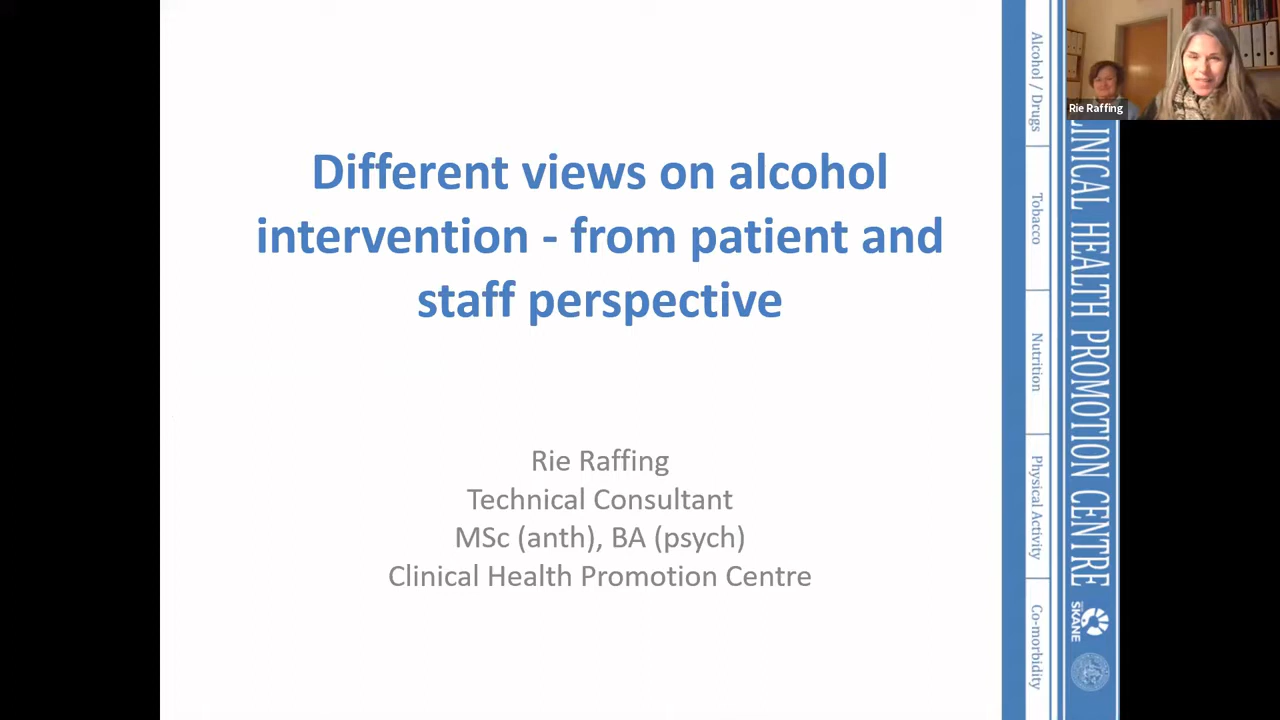 Different views on alcohol
intervention - from patient and
staff perspective
Rie Raffing
Technical Consultant
MSc (anth), BA (psych)
Clinical Health Promotion Centre
Alcohol / Drugs
Tobacco
Nutrition
Physical Activity
Co-morbidity
LINICAL HEALTH PROMOTION CENTRE
SKÅNE
Rie Raffing